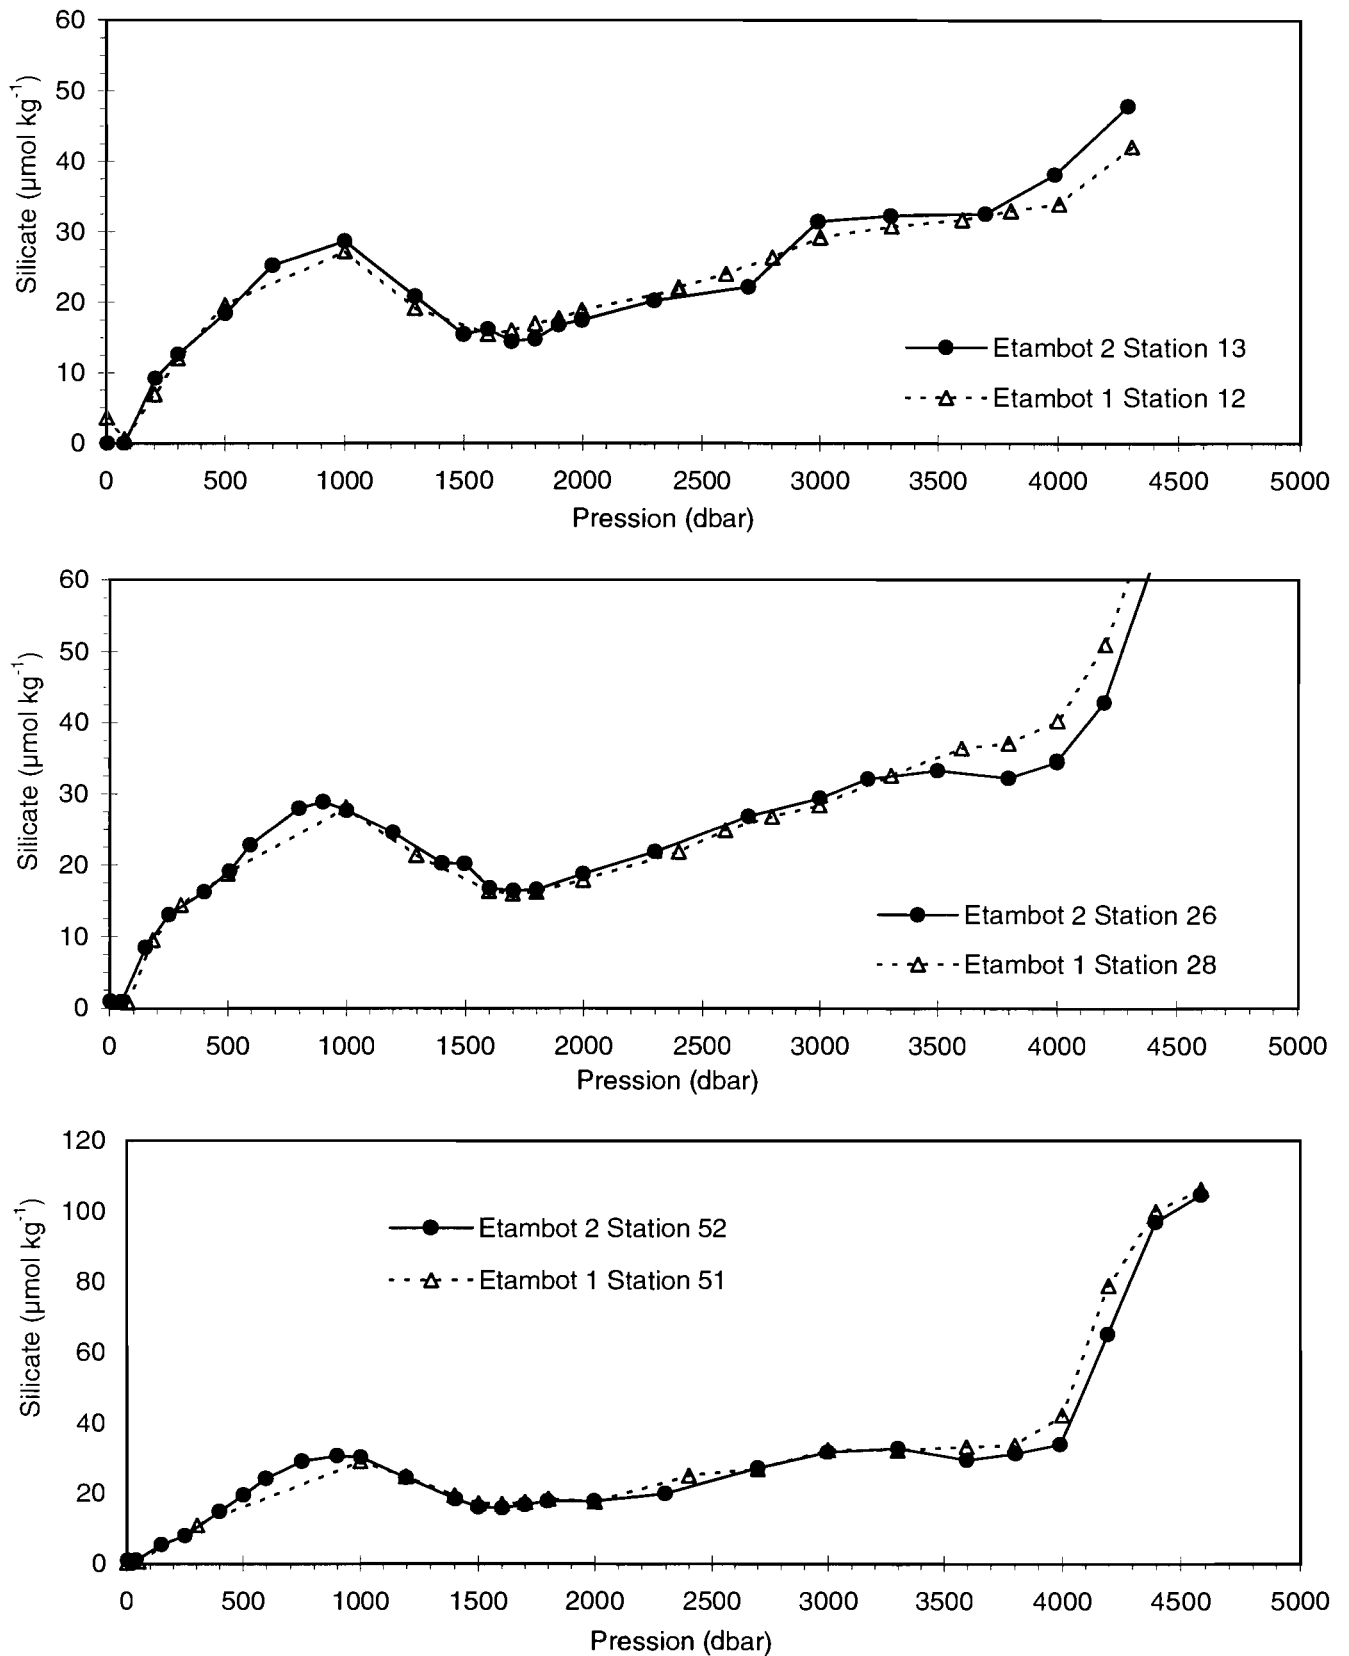 60
50
40
30
20
10
0
Silicate (µmol kg⁻¹)
Etambot 2 Station 13
Etambot 1 Station 12
0 500 1000 1500 2000 2500 3000 3500 4000 4500 5000
Pression (dbar)
60
50
40
30
20
10
0
Silicate (µmol kg⁻¹)
Etambot 2 Station 26
Etambot 1 Station 28
0 500 1000 1500 2000 2500 3000 3500 4000 4500 5000
Pression (dbar)
120
100
80
60
40
20
0
Silicate (µmol kg⁻¹)
Etambot 2 Station 52
Etambot 1 Station 51
0 500 1000 1500 2000 2500 3000 3500 4000 4500 5000
Pression (dbar)